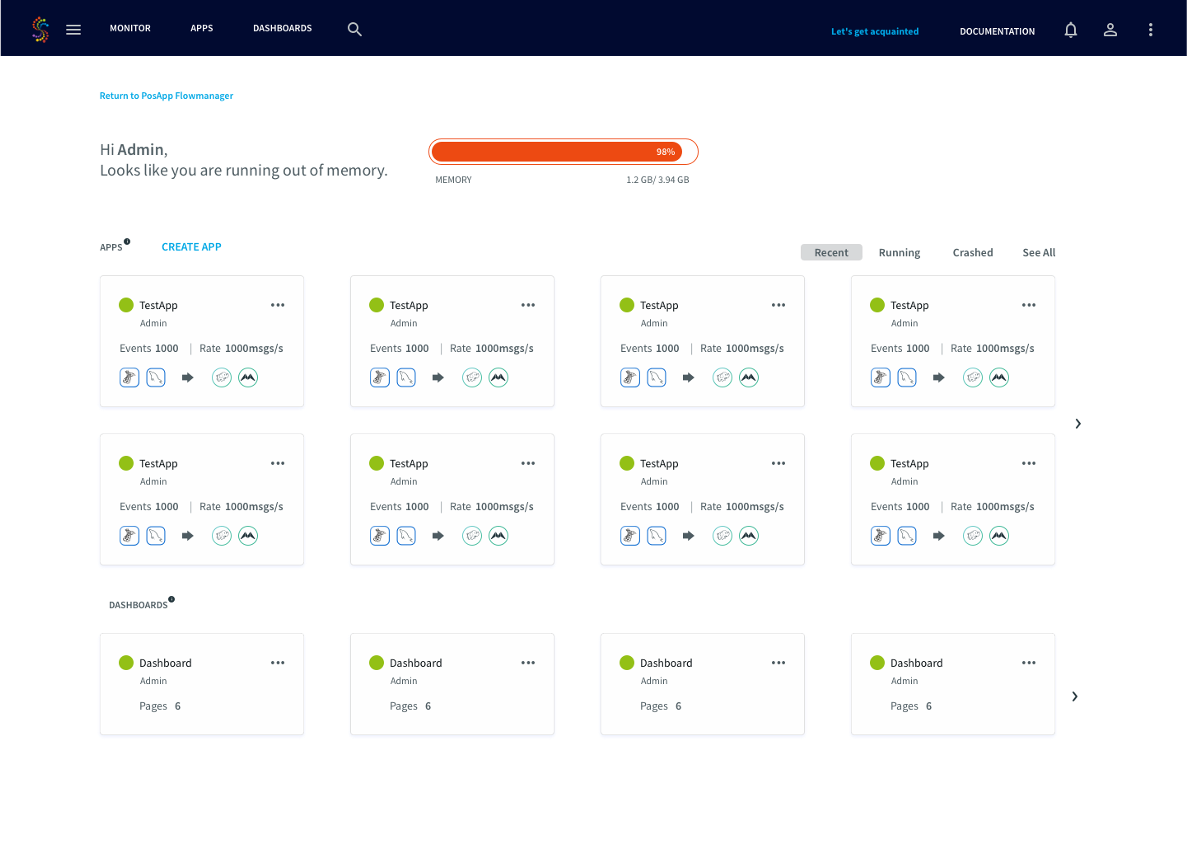 MONITOR APPS DASHBOARDS Let's get acquainted DOCUMENTATION
Return to PosApp Flowmanager
Hi Admin,
Looks like you are running out of memory.
98%
MEMORY 1.2 GB/ 3.94 GB
APPS CREATE APP Recent Running Crashed See All
TestApp TestApp TestApp TestApp
Admin Admin Admin Admin
Events 1000 | Rate 1000msgs/s Events 1000 | Rate 1000msgs/s Events 1000 | Rate 1000msgs/s Events 1000 | Rate 1000msgs/s
TestApp TestApp TestApp TestApp
Admin Admin Admin Admin
Events 1000 | Rate 1000msgs/s Events 1000 | Rate 1000msgs/s Events 1000 | Rate 1000msgs/s Events 1000 | Rate 1000msgs/s
DASHBOARDS
Dashboard Dashboard Dashboard Dashboard
Admin Admin Admin Admin
Pages 6 Pages 6 Pages 6 Pages 6